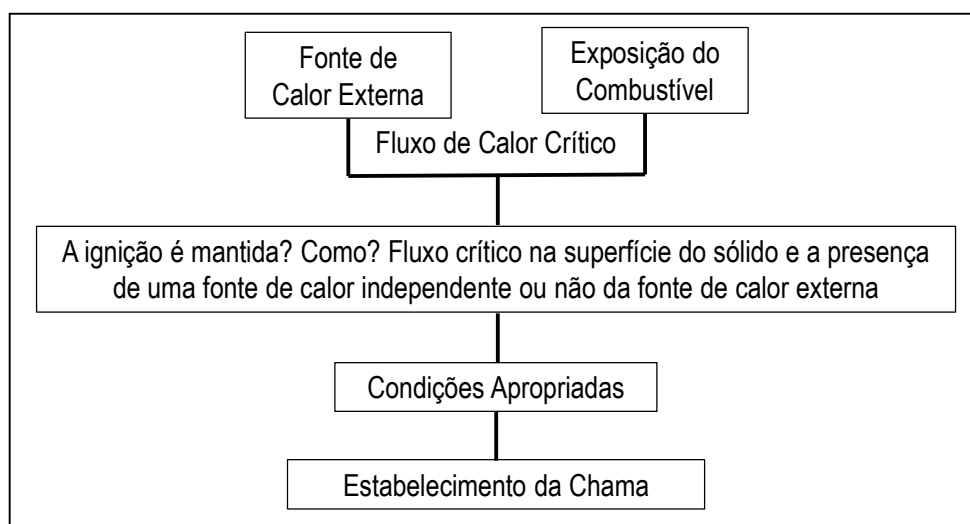 Fonte de
Calor Externa
Exposição do
Combustível
Fluxo de Calor Crítico
A ignição é mantida? Como? Fluxo crítico na superfície do sólido e a presença
de uma fonte de calor independente ou não da fonte de calor externa
Condições Apropriadas
Estabelecimento da Chama